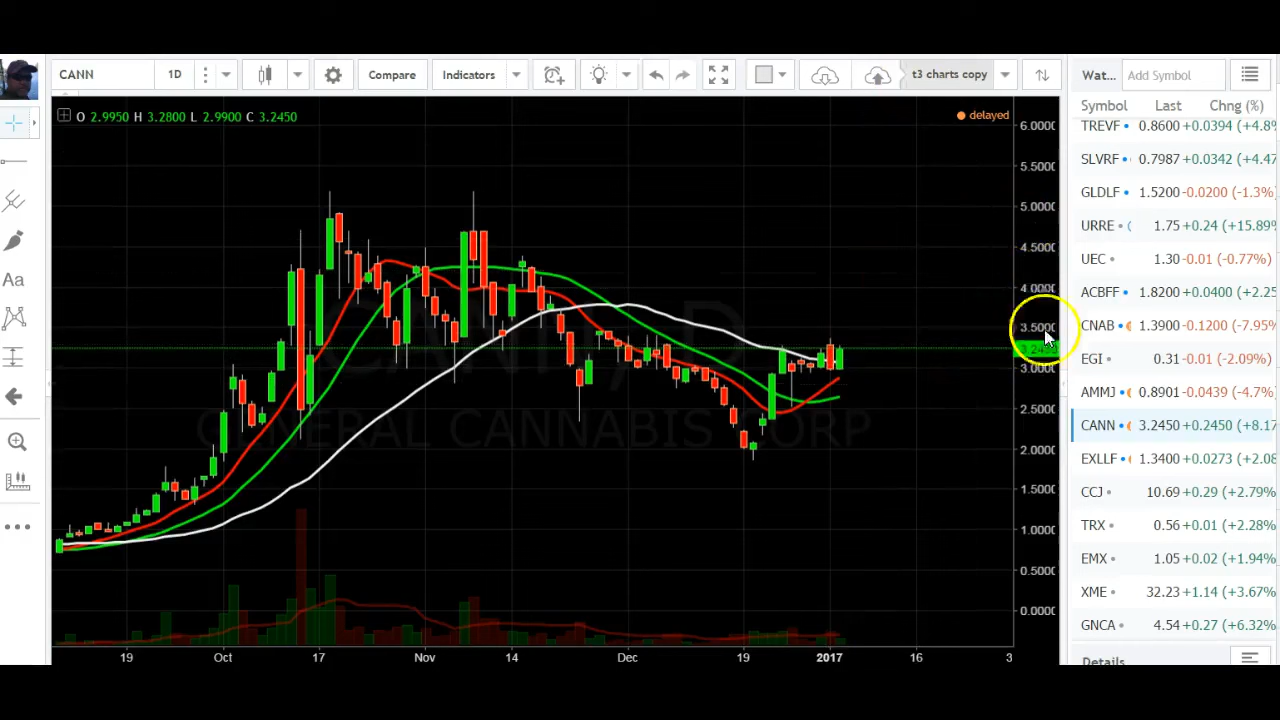 CANN 1D Compare Indicators t3 charts copy Wat... Add Symbol
O 2.9950 H 3.2800 L 2.9900 C 3.2450
delayed
Symbol Last Chng (%)
TREVF 0.8600 +0.0394 (+4.8%
SLVRF 0.7987 +0.0342 (+4.47
GLDLF 1.5200 -0.0200 (-1.3%)
URRE 1.75 +0.24 (+15.89%
UEC 1.30 -0.01 (-0.77%)
ACBFF 1.8200 +0.0400 (+2.25
CNAB 1.3900 -0.1200 (-7.95%
EGI 0.31 -0.01 (-2.09%)
AMMJ 0.8901 -0.0439 (-4.7%)
CANN 3.2450 +0.2450 (+8.17
EXLLF 1.3400 +0.0273 (+2.08
CCJ 10.69 +0.29 (+2.79%)
TRX 0.56 +0.01 (+2.28%)
EMX 1.05 +0.02 (+1.94%)
XME 32.23 +1.14 (+3.67%)
GNCA 4.54 +0.27 (+6.32%)
Details
6.0000
5.5000
5.0000
4.5000
4.0000
3.5000
3.0000
2.5000
2.0000
1.5000
1.0000
0.5000
0.0000
GENERAL CANNABIS CORP
Aa
19 Oct 17 Nov 14 Dec 19 2017 16 3